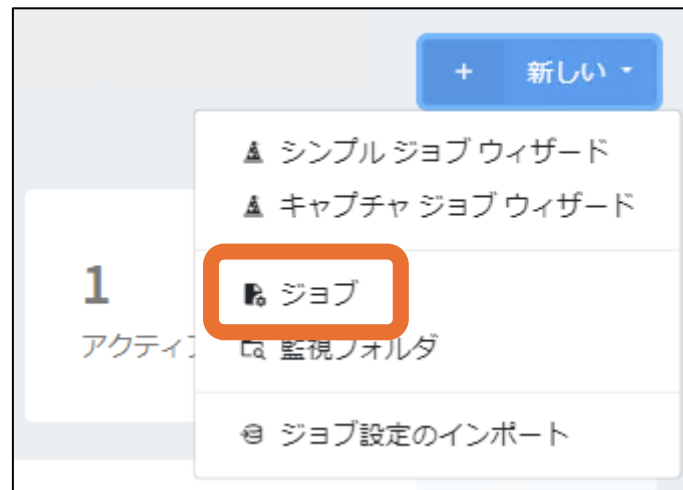 + 新しい
シンプル ジョブ ウィザード
キャプチャ ジョブ ウィザード
1
ジョブ
アクティブ
監視フォルダ
ジョブ設定のインポート